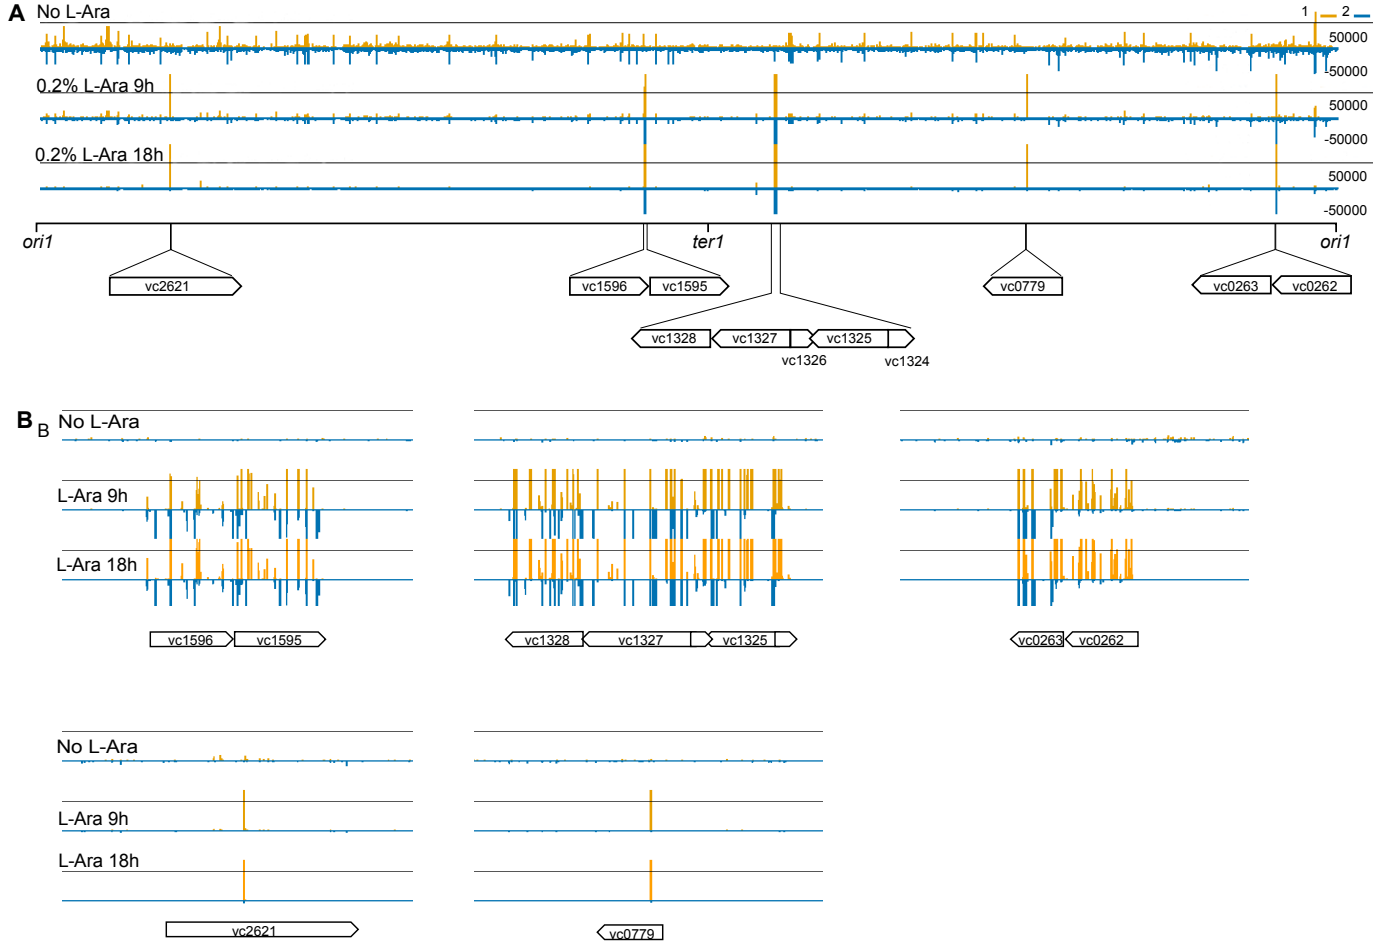 A
No L-Ara
1 2
50000
-50000
0.2% L-Ara 9h
50000
-50000
0.2% L-Ara 18h
50000
-50000
ori1 ter1 ori1
vc2621 vc1596 vc1595 vc0779 vc0263 vc0262
vc1328 vc1327 vc1325
vc1326 vc1324
B
B
No L-Ara
L-Ara 9h
L-Ara 18h
vc1596 vc1595 vc1328 vc1327 vc1325 vc0263 vc0262
No L-Ara
L-Ara 9h
L-Ara 18h
vc2621 vc0779